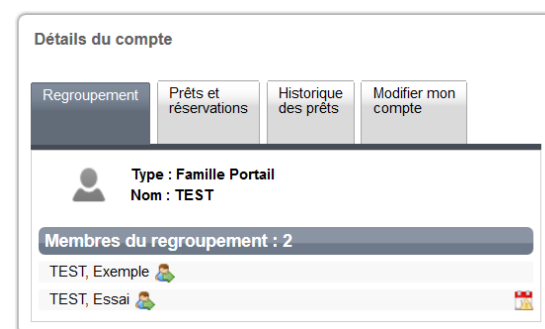 Détails du compte
Regroupement
Prêts et
réservations
Historique
des prêts
Modifier mon
compte
Type : Famille Portail
Nom : TEST
Membres du regroupement : 2
TEST, Exemple
TEST, Essai